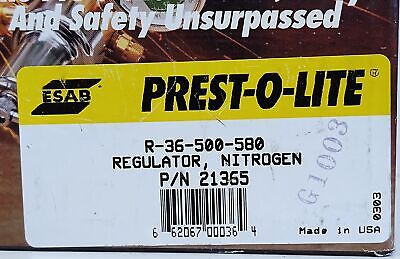 And Safety Unsurpassed
ESAB
PREST-O-LITE®
R-36-500-580
REGULATOR, NITROGEN
P/N 21365
G1003
0303
6 62067 00036 4
Made in USA